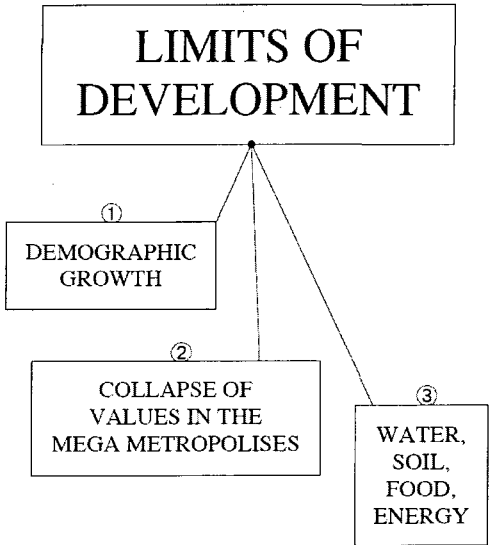 LIMITS OF
DEVELOPMENT
①
DEMOGRAPHIC
GROWTH
②
COLLAPSE OF
VALUES IN THE
MEGA METROPOLISES
③
WATER,
SOIL,
FOOD,
ENERGY